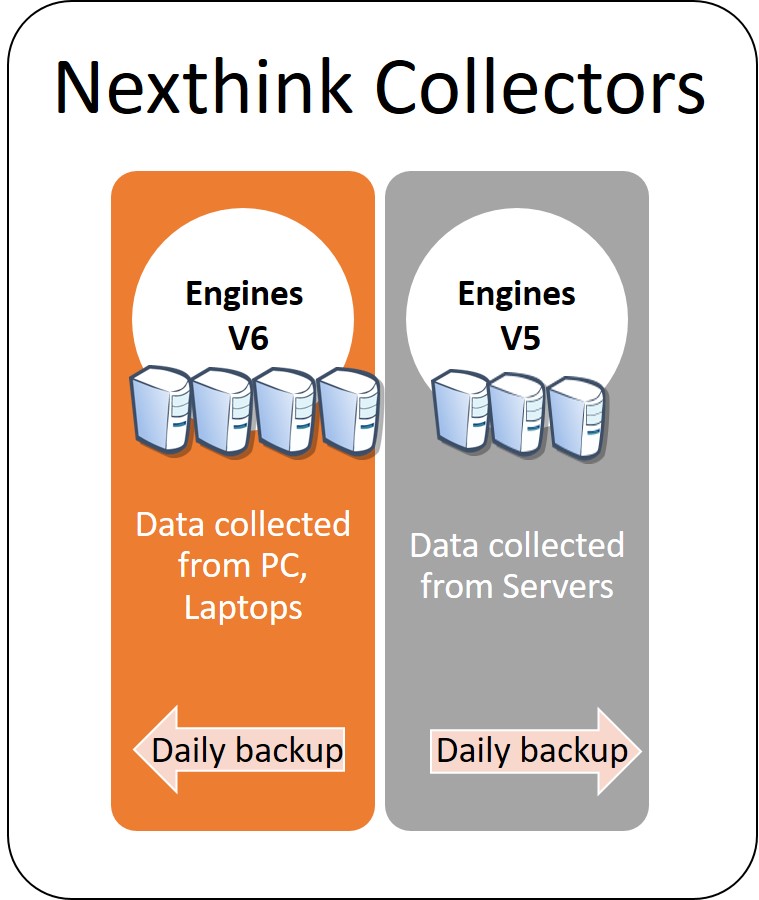 Nexthink Collectors
Engines
V6
Data collected
from PC,
Laptops
Daily backup
Engines
V5
Data collected
from Servers
Daily backup